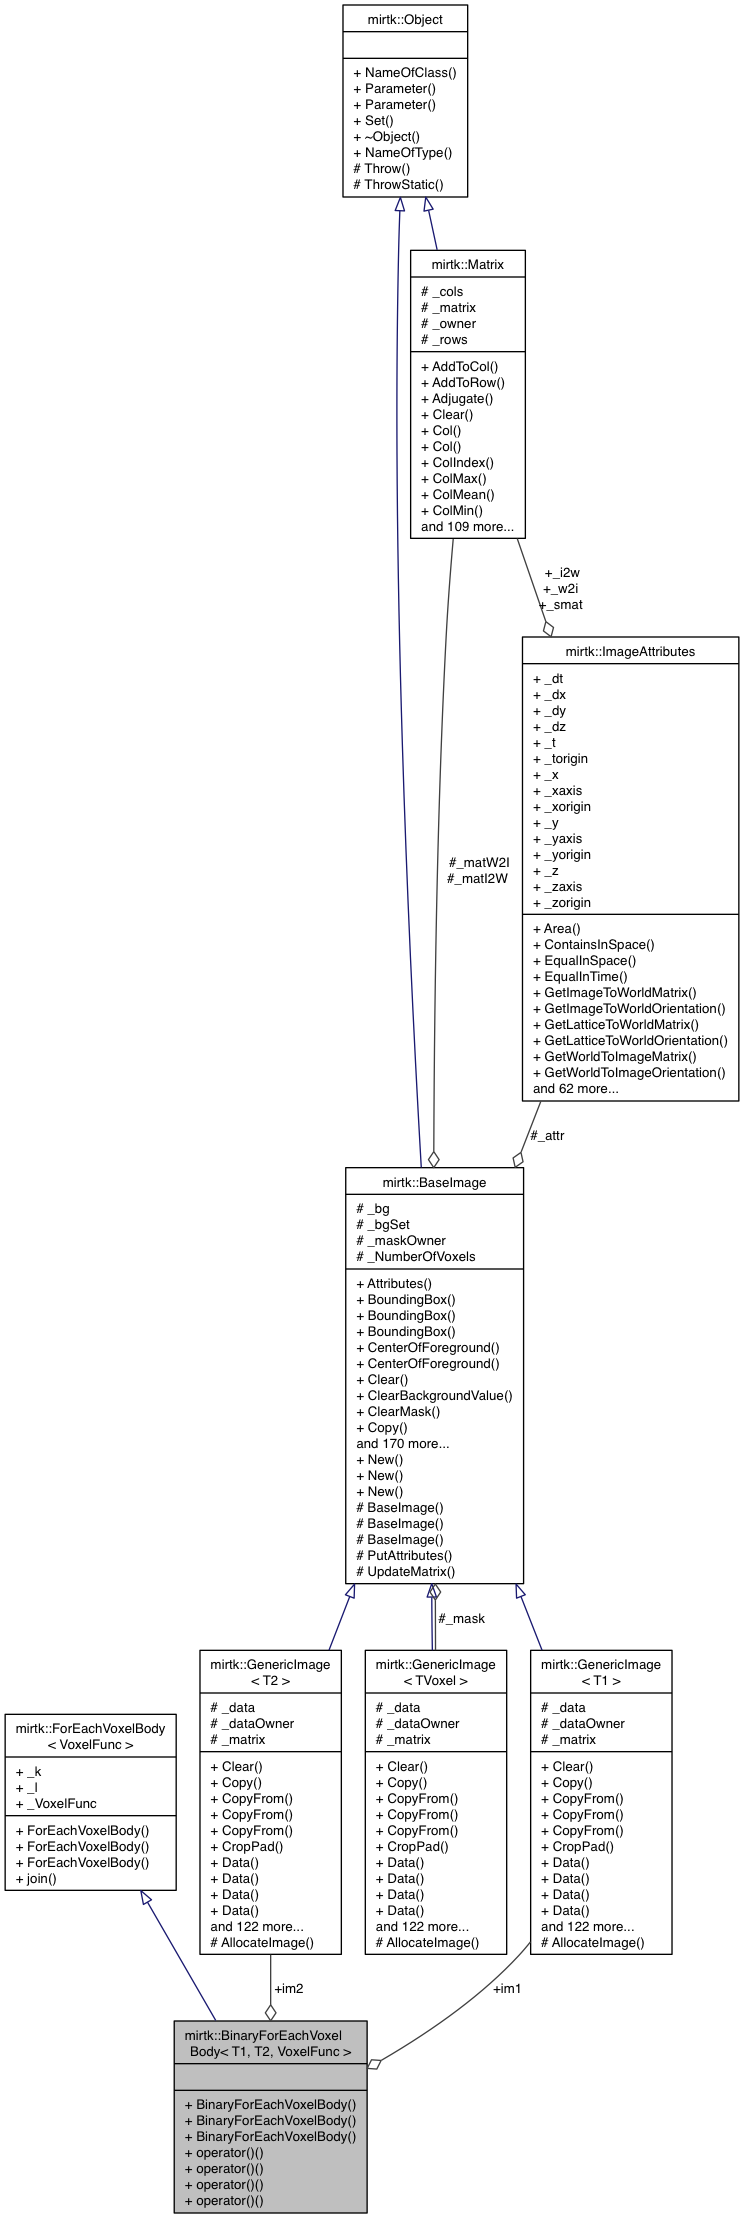 mirtk::Object
+ NameOfClass()
+ Parameter()
+ Parameter()
+ Set()
+ ~Object()
+ NameOfType()
# Throw()
# ThrowStatic()
mirtk::Matrix
# _cols
# _matrix
# _owner
# _rows
+ AddToCol()
+ AddToRow()
+ Adjugate()
+ Clear()
+ Col()
+ Col()
+ ColIndex()
+ ColMax()
+ ColMean()
+ ColMin()
and 109 more...
+_i2w
+_w2i
+_smat
mirtk::ImageAttributes
+ _dt
+ _dx
+ _dy
+ _dz
+ _t
+ _torigin
+ _x
+ _xaxis
+ _xorigin
+ _y
+ _yaxis
+ _yorigin
+ _z
+ _zaxis
+ _zorigin
+ Area()
+ ContainsInSpace()
+ EqualInSpace()
+ EqualInTime()
+ GetImageToWorldMatrix()
+ GetImageToWorldOrientation()
+ GetLatticeToWorldMatrix()
+ GetLatticeToWorldOrientation()
+ GetWorldToImageMatrix()
+ GetWorldToImageOrientation()
and 62 more...
#_matW2I
#_matI2W
#_attr
mirtk::BaseImage
# _bg
# _bgSet
# _maskOwner
# _NumberOfVoxels
+ Attributes()
+ BoundingBox()
+ BoundingBox()
+ BoundingBox()
+ CenterOfForeground()
+ CenterOfForeground()
+ Clear()
+ ClearBackgroundValue()
+ ClearMask()
+ Copy()
and 170 more...
+ New()
+ New()
+ New()
# BaseImage()
# BaseImage()
# BaseImage()
# PutAttributes()
# UpdateMatrix()
#_mask
mirtk::GenericImage
< T2 >
# _data
# _dataOwner
# _matrix
+ Clear()
+ Copy()
+ CopyFrom()
+ CopyFrom()
+ CopyFrom()
+ CropPad()
+ Data()
+ Data()
+ Data()
+ Data()
and 122 more...
# AllocateImage()
mirtk::GenericImage
< TVoxel >
# _data
# _dataOwner
# _matrix
+ Clear()
+ Copy()
+ CopyFrom()
+ CopyFrom()
+ CopyFrom()
+ CropPad()
+ Data()
+ Data()
+ Data()
+ Data()
and 122 more...
# AllocateImage()
mirtk::GenericImage
< T1 >
# _data
# _dataOwner
# _matrix
+ Clear()
+ Copy()
+ CopyFrom()
+ CopyFrom()
+ CopyFrom()
+ CropPad()
+ Data()
+ Data()
+ Data()
+ Data()
and 122 more...
# AllocateImage()
mirtk::ForEachVoxelBody
< VoxelFunc >
+ _k
+ _l
+ _VoxelFunc
+ ForEachVoxelBody()
+ ForEachVoxelBody()
+ ForEachVoxelBody()
+ join()
+im2
+im1
mirtk::BinaryForEachVoxel
Body< T1, T2, VoxelFunc >
+ BinaryForEachVoxelBody()
+ BinaryForEachVoxelBody()
+ BinaryForEachVoxelBody()
+ operator()()
+ operator()()
+ operator()()
+ operator()()